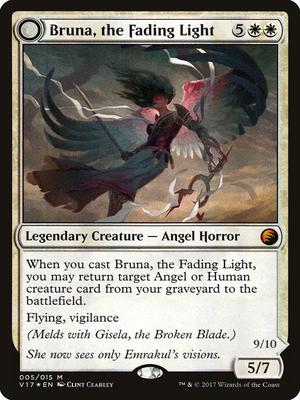 Bruna, the Fading Light 5
Legendary Creature — Angel Horror
When you cast Bruna, the Fading Light,
you may return target Angel or Human
creature card from your graveyard to the
battlefield.
Flying, vigilance
(Melds with Gisela, the Broken Blade.)
9/10
She now sees only Emrakul's visions.
5/7
005/015 M
V17 ★ EN Clint Cearley
™ & © 2017 Wizards of the Coast